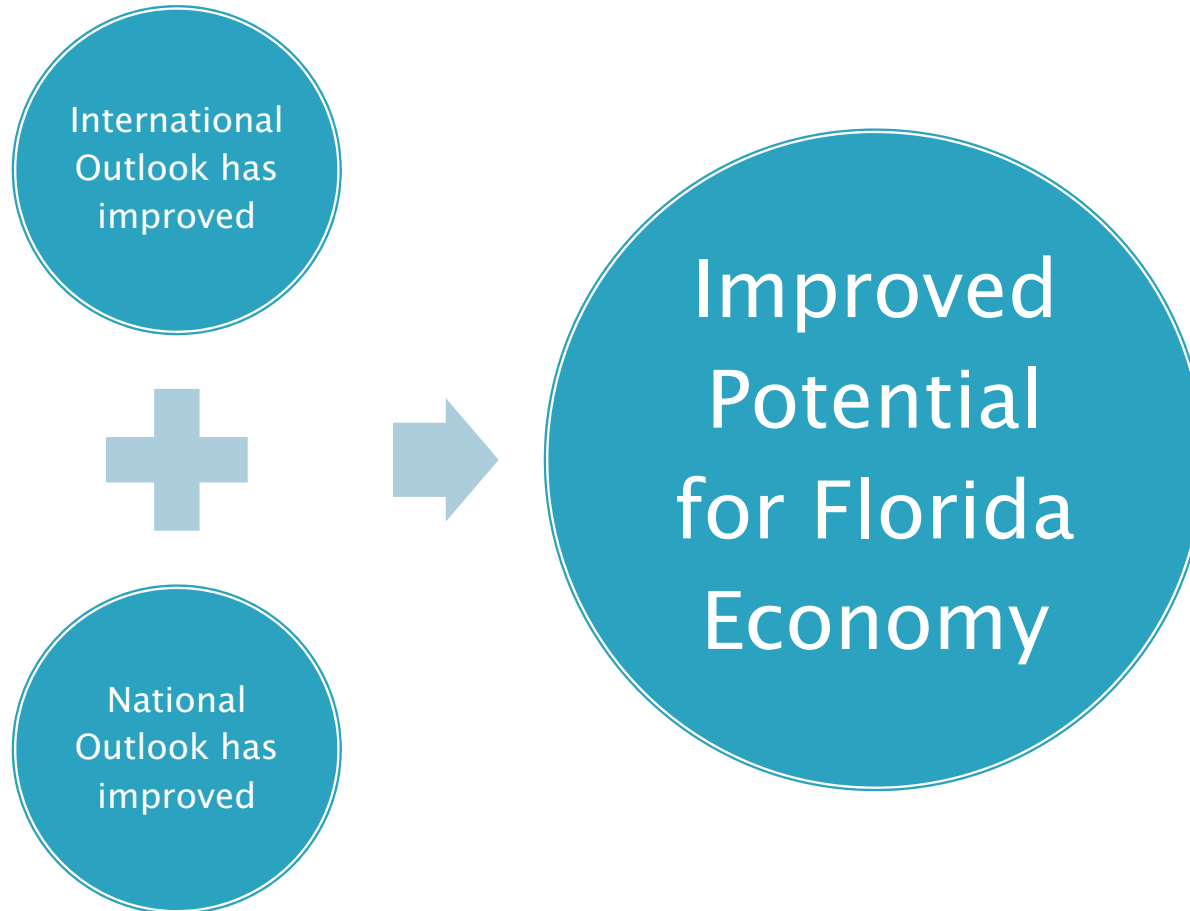 International
Outlook has
improved
National
Outlook has
improved
Improved
Potential
for Florida
Economy